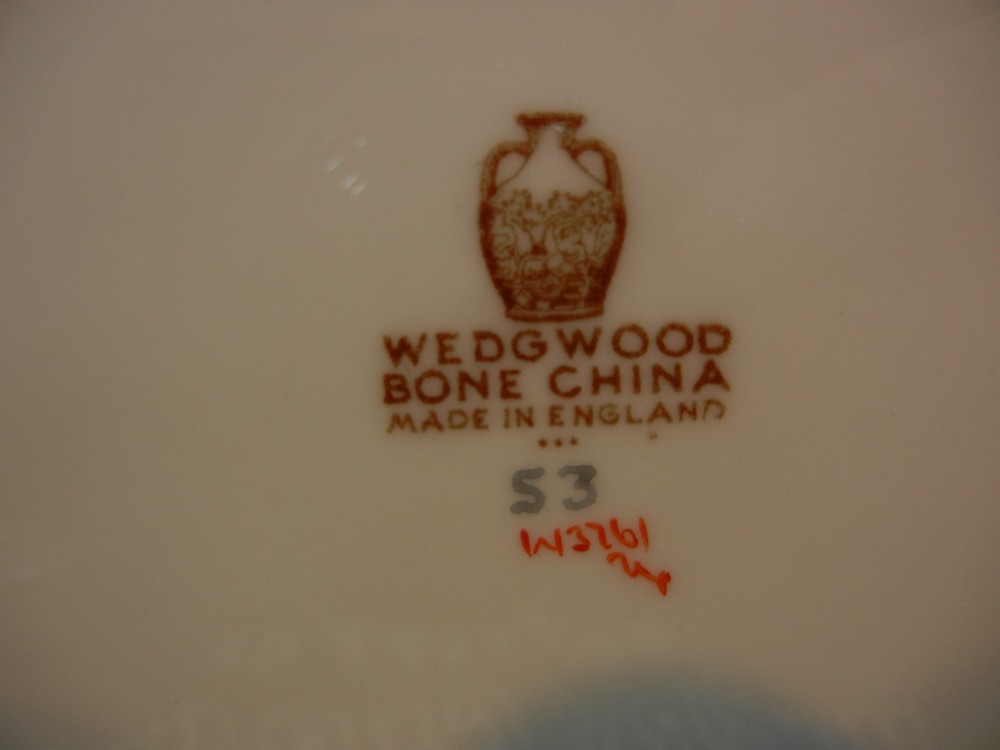 WEDGWOOD
BONE CHINA
MADE IN ENGLAND
S3
W3761